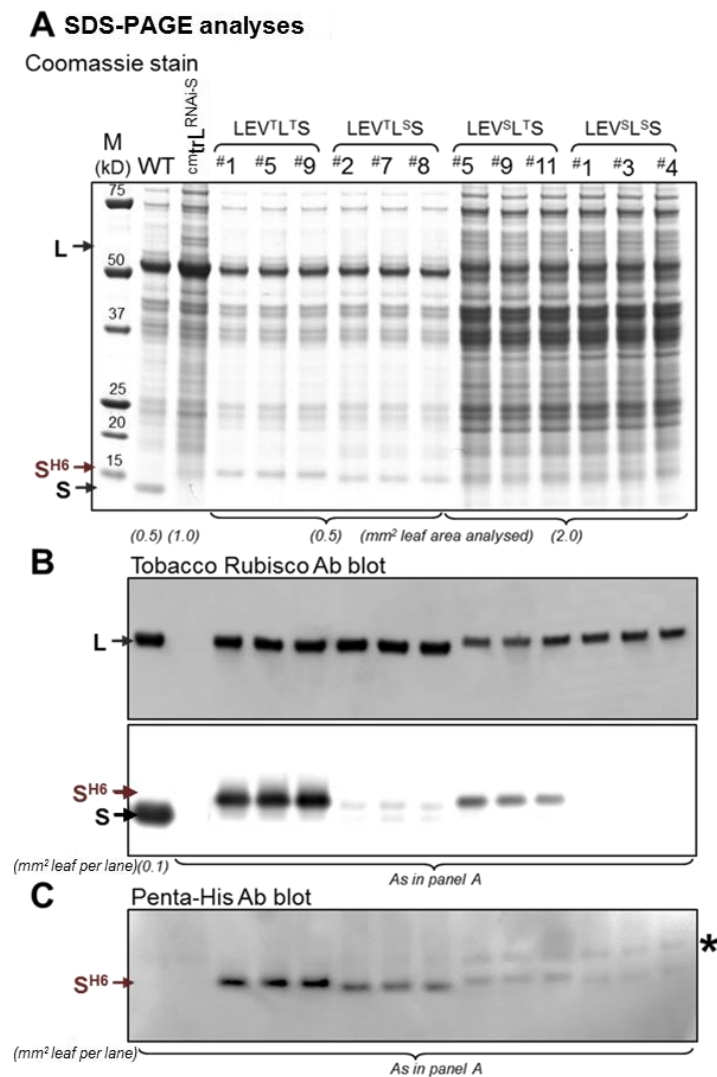 A SDS-PAGE analyses
Coomassie stain
M (kD) WT cmtrL RNAi-S LEVᵀLᵀS LEVᵀLˢS LEVˢLᵀS LEVˢLˢS
#1 #5 #9 #2 #7 #8 #5 #9 #11 #1 #3 #4
75
L
50
37
25
20
15
Sᴴ⁶
S
(0.5) (1.0) (0.5) (mm² leaf area analysed) (2.0)
B Tobacco Rubisco Ab blot
L
Sᴴ⁶
S
(mm² leaf per lane) (0.1) As in panel A
C Penta-His Ab blot
*
Sᴴ⁶
(mm² leaf per lane) As in panel A